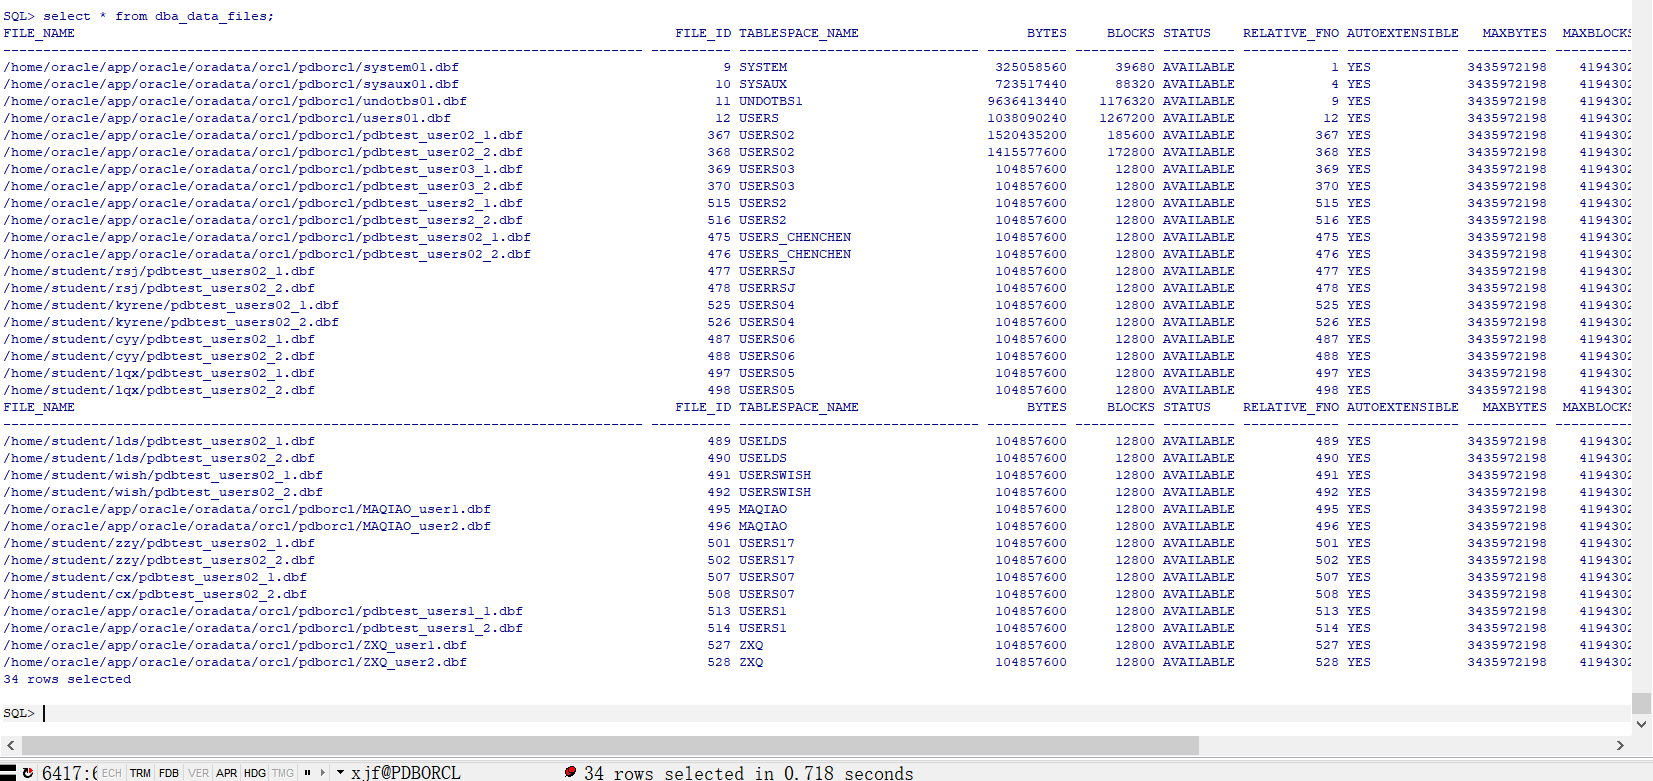 SQL> select * from dba_data_files;
FILE_NAME FILE_ID TABLESPACE_NAME BYTES BLOCKS STATUS RELATIVE_FNO AUTOEXTENSIBLE MAXBYTES MAXBLOCKS
-------------------------------------------------------------------------------- ---------- ------------------------------ ---------- ---------- --------- ------------ -------------- ---------- ----------
/home/oracle/app/oracle/oradata/orcl/pdborcl/system01.dbf 9 SYSTEM 325058560 39680 AVAILABLE 1 YES 3435972198 4194302
/home/oracle/app/oracle/oradata/orcl/pdborcl/sysaux01.dbf 10 SYSAUX 723517440 88320 AVAILABLE 4 YES 3435972198 4194302
/home/oracle/app/oracle/oradata/orcl/pdborcl/undotbs01.dbf 11 UNDOTBS1 9636413440 1176320 AVAILABLE 9 YES 3435972198 4194302
/home/oracle/app/oracle/oradata/orcl/pdborcl/users01.dbf 12 USERS 1038090240 1267200 AVAILABLE 12 YES 3435972198 4194302
/home/oracle/app/oracle/oradata/orcl/pdborcl/pdbtest_user02_1.dbf 367 USERS02 1520435200 185600 AVAILABLE 367 YES 3435972198 4194302
/home/oracle/app/oracle/oradata/orcl/pdborcl/pdbtest_user02_2.dbf 368 USERS02 1415577600 172800 AVAILABLE 368 YES 3435972198 4194302
/home/oracle/app/oracle/oradata/orcl/pdborcl/pdbtest_user03_1.dbf 369 USERS03 104857600 12800 AVAILABLE 369 YES 3435972198 4194302
/home/oracle/app/oracle/oradata/orcl/pdborcl/pdbtest_user03_2.dbf 370 USERS03 104857600 12800 AVAILABLE 370 YES 3435972198 4194302
/home/oracle/app/oracle/oradata/orcl/pdborcl/pdbtest_users2_1.dbf 515 USERS2 104857600 12800 AVAILABLE 515 YES 3435972198 4194302
/home/oracle/app/oracle/oradata/orcl/pdborcl/pdbtest_users2_2.dbf 516 USERS2 104857600 12800 AVAILABLE 516 YES 3435972198 4194302
/home/oracle/app/oracle/oradata/orcl/pdborcl/pdbtest_users02_1.dbf 475 USERS_CHENCHEN 104857600 12800 AVAILABLE 475 YES 3435972198 4194302
/home/oracle/app/oracle/oradata/orcl/pdborcl/pdbtest_users02_2.dbf 476 USERS_CHENCHEN 104857600 12800 AVAILABLE 476 YES 3435972198 4194302
/home/student/rsj/pdbtest_users02_1.dbf 477 USERRSJ 104857600 12800 AVAILABLE 477 YES 3435972198 4194302
/home/student/rsj/pdbtest_users02_2.dbf 478 USERRSJ 104857600 12800 AVAILABLE 478 YES 3435972198 4194302
/home/student/kyrene/pdbtest_users02_1.dbf 525 USERS04 104857600 12800 AVAILABLE 525 YES 3435972198 4194302
/home/student/kyrene/pdbtest_users02_2.dbf 526 USERS04 104857600 12800 AVAILABLE 526 YES 3435972198 4194302
/home/student/cyy/pdbtest_users02_1.dbf 487 USERS06 104857600 12800 AVAILABLE 487 YES 3435972198 4194302
/home/student/cyy/pdbtest_users02_2.dbf 488 USERS06 104857600 12800 AVAILABLE 488 YES 3435972198 4194302
/home/student/lqx/pdbtest_users02_1.dbf 497 USERS05 104857600 12800 AVAILABLE 497 YES 3435972198 4194302
/home/student/lqx/pdbtest_users02_2.dbf 498 USERS05 104857600 12800 AVAILABLE 498 YES 3435972198 4194302
FILE_NAME FILE_ID TABLESPACE_NAME BYTES BLOCKS STATUS RELATIVE_FNO AUTOEXTENSIBLE MAXBYTES MAXBLOCKS
-------------------------------------------------------------------------------- ---------- ------------------------------ ---------- ---------- --------- ------------ -------------- ---------- ----------
/home/student/lds/pdbtest_users02_1.dbf 489 USELDS 104857600 12800 AVAILABLE 489 YES 3435972198 4194302
/home/student/lds/pdbtest_users02_2.dbf 490 USELDS 104857600 12800 AVAILABLE 490 YES 3435972198 4194302
/home/student/wish/pdbtest_users02_1.dbf 491 USERSWISH 104857600 12800 AVAILABLE 491 YES 3435972198 4194302
/home/student/wish/pdbtest_users02_2.dbf 492 USERSWISH 104857600 12800 AVAILABLE 492 YES 3435972198 4194302
/home/oracle/app/oracle/oradata/orcl/pdborcl/MAQIAO_user1.dbf 495 MAQIAO 104857600 12800 AVAILABLE 495 YES 3435972198 4194302
/home/oracle/app/oracle/oradata/orcl/pdborcl/MAQIAO_user2.dbf 496 MAQIAO 104857600 12800 AVAILABLE 496 YES 3435972198 4194302
/home/student/zzy/pdbtest_users02_1.dbf 501 USERS17 104857600 12800 AVAILABLE 501 YES 3435972198 4194302
/home/student/zzy/pdbtest_users02_2.dbf 502 USERS17 104857600 12800 AVAILABLE 502 YES 3435972198 4194302
/home/student/cx/pdbtest_users02_1.dbf 507 USERS07 104857600 12800 AVAILABLE 507 YES 3435972198 4194302
/home/student/cx/pdbtest_users02_2.dbf 508 USERS07 104857600 12800 AVAILABLE 508 YES 3435972198 4194302
/home/oracle/app/oracle/oradata/orcl/pdborcl/pdbtest_users1_1.dbf 513 USERS1 104857600 12800 AVAILABLE 513 YES 3435972198 4194302
/home/oracle/app/oracle/oradata/orcl/pdborcl/pdbtest_users1_2.dbf 514 USERS1 104857600 12800 AVAILABLE 514 YES 3435972198 4194302
/home/oracle/app/oracle/oradata/orcl/pdborcl/ZXQ_user1.dbf 527 ZXQ 104857600 12800 AVAILABLE 527 YES 3435972198 4194302
/home/oracle/app/oracle/oradata/orcl/pdborcl/ZXQ_user2.dbf 528 ZXQ 104857600 12800 AVAILABLE 528 YES 3435972198 4194302
34 rows selected
SQL>
6417:6 ECH TRM FDB VER APR HDG TMG xjf@PDBORCL 34 rows selected in 0.718 seconds